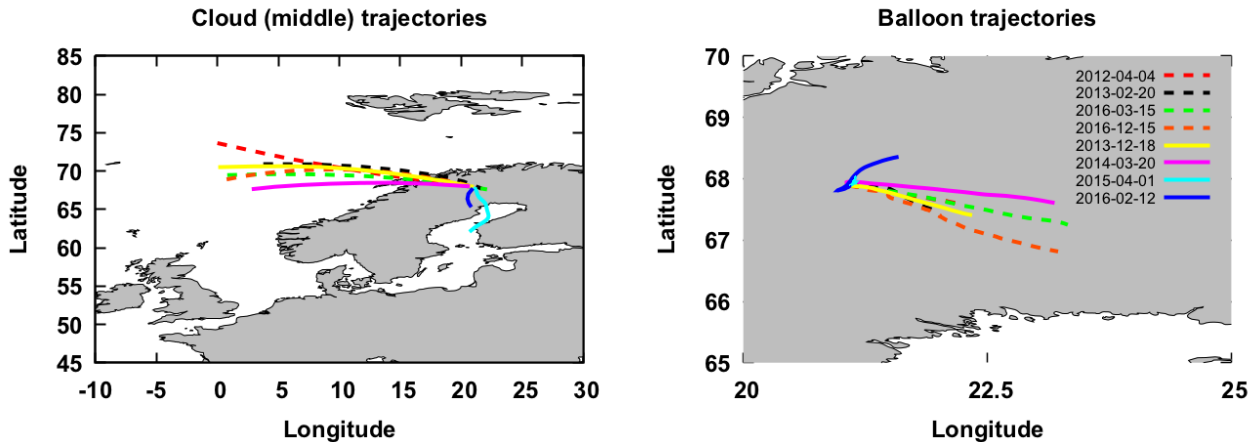 Cloud (middle) trajectories
85
80
75
70
65
60
55
50
45
Latitude
-10 -5 0 5 10 15 20 25 30
Longitude
Balloon trajectories
70
69
68
67
66
65
Latitude
20 22.5 25
Longitude
2012-04-04
2013-02-20
2016-03-15
2016-12-15
2013-12-18
2014-03-20
2015-04-01
2016-02-12